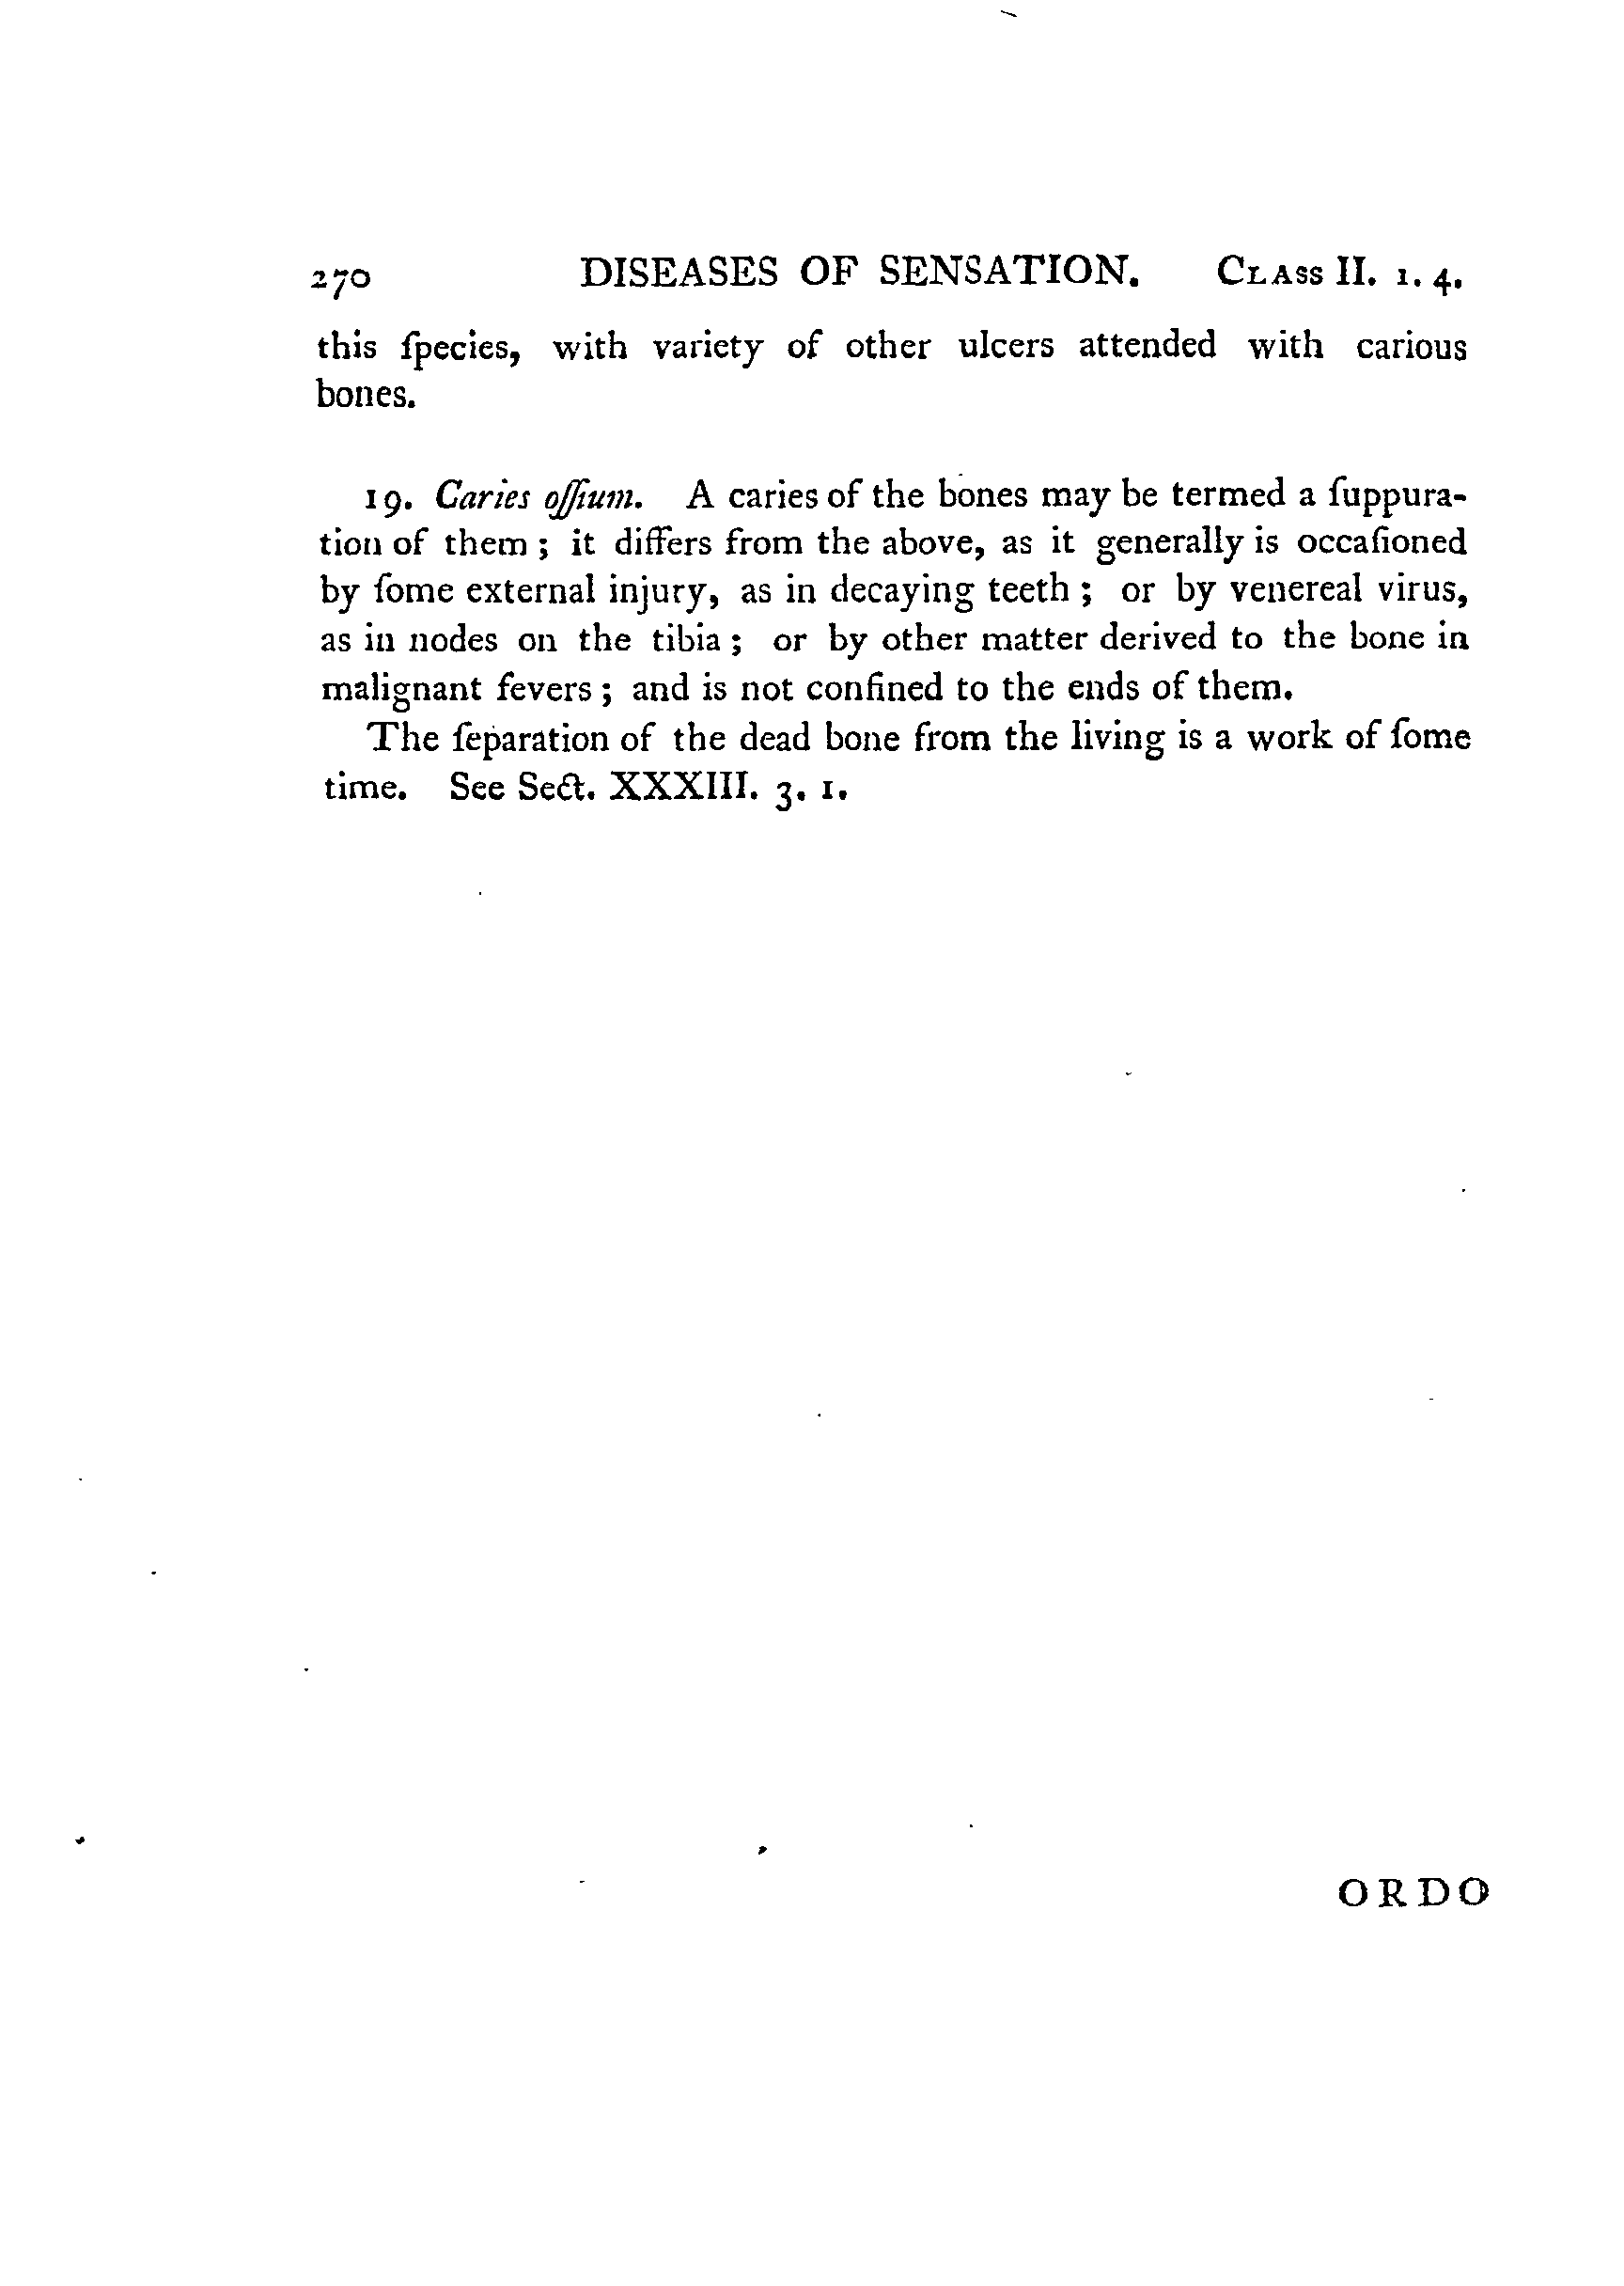 270 DISEASES OF SENSATION. CLASS II. 1. 4.
this ſpecies, with variety of other ulcers attended with carious
bones.
19. Caries oſſium. A caries of the bones may be termed a ſuppura-
tion of them ; it differs from the above, as it generally is occaſioned
by ſome external injury, as in decaying teeth ; or by venereal virus,
as in nodes on the tibia ; or by other matter derived to the bone in
malignant fevers ; and is not confined to the ends of them.
The ſeparation of the dead bone from the living is a work of ſome
time. See Sect. XXXIII. 3. 1.
ORDO